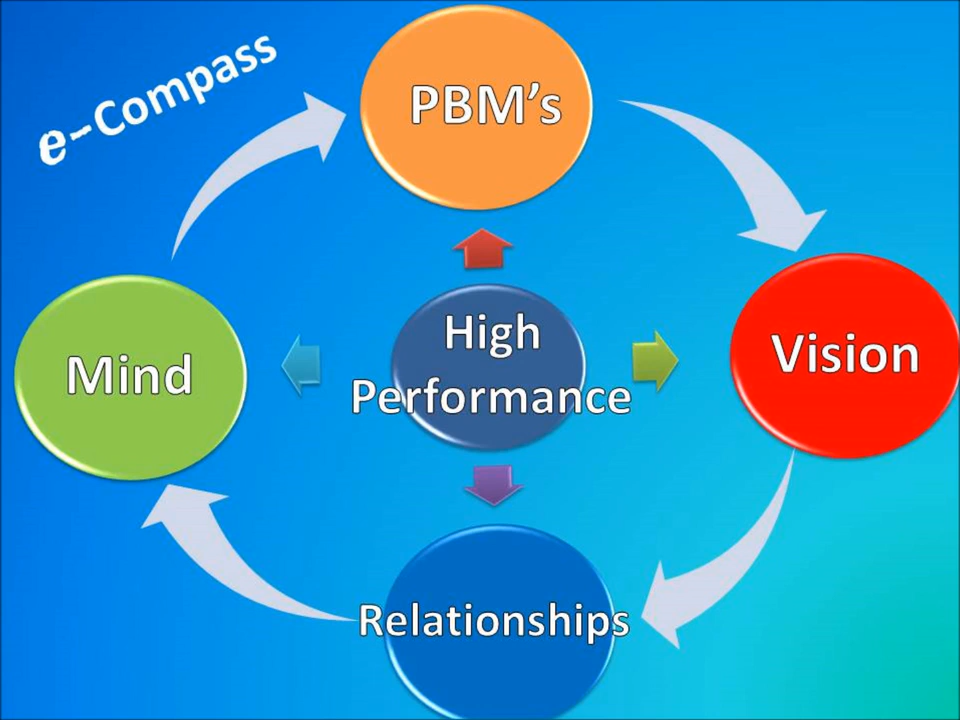 e-Compass
PBM’s
High
Performance
Mind
Vision
Relationships